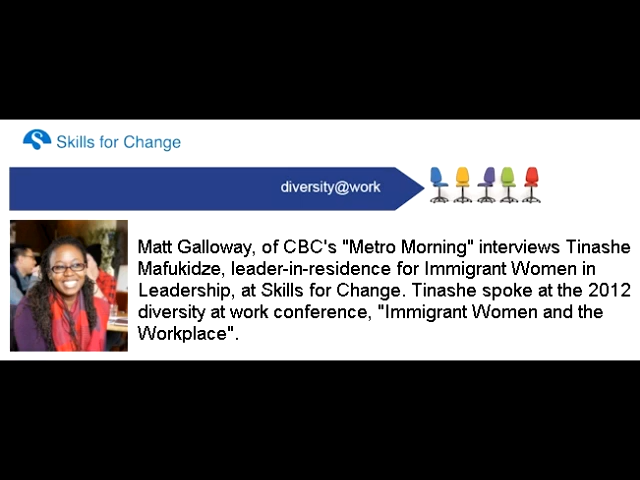 Skills for Change
diversity@work
Matt Galloway, of CBC's "Metro Morning" interviews Tinashe
Mafukidze, leader-in-residence for Immigrant Women in
Leadership, at Skills for Change. Tinashe spoke at the 2012
diversity at work conference, "Immigrant Women and the
Workplace".